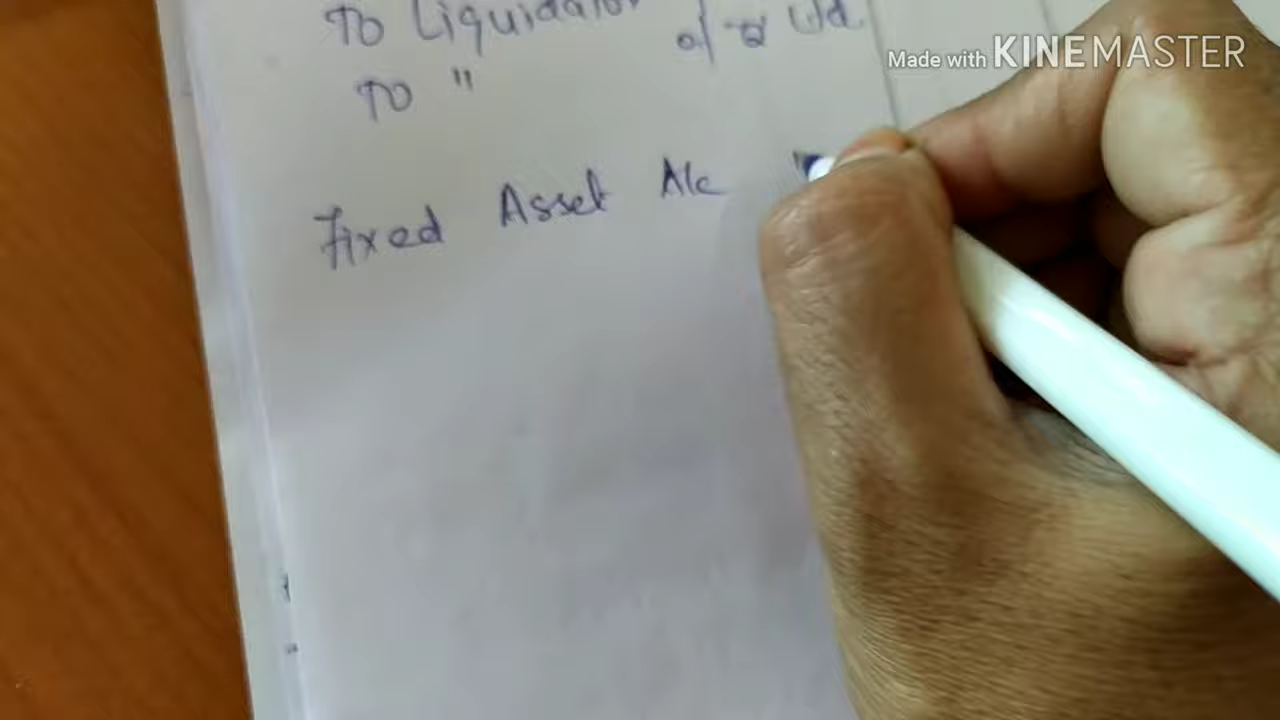 To Liquidator of Ltd.
To "
Fixed Asset A/c
Made with KINEMASTER